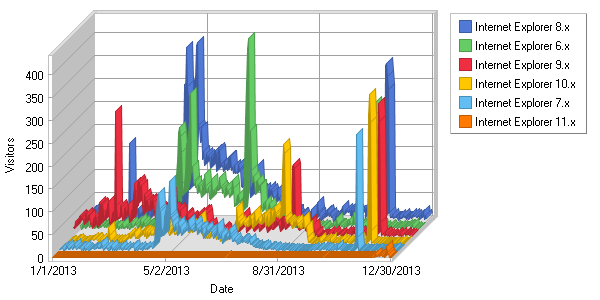 Internet Explorer 8.x
Internet Explorer 6.x
Internet Explorer 9.x
Internet Explorer 10.x
Internet Explorer 7.x
Internet Explorer 11.x
Visitors
400
350
300
250
200
150
100
50
0
1/1/2013 5/2/2013 8/31/2013 12/30/2013
Date